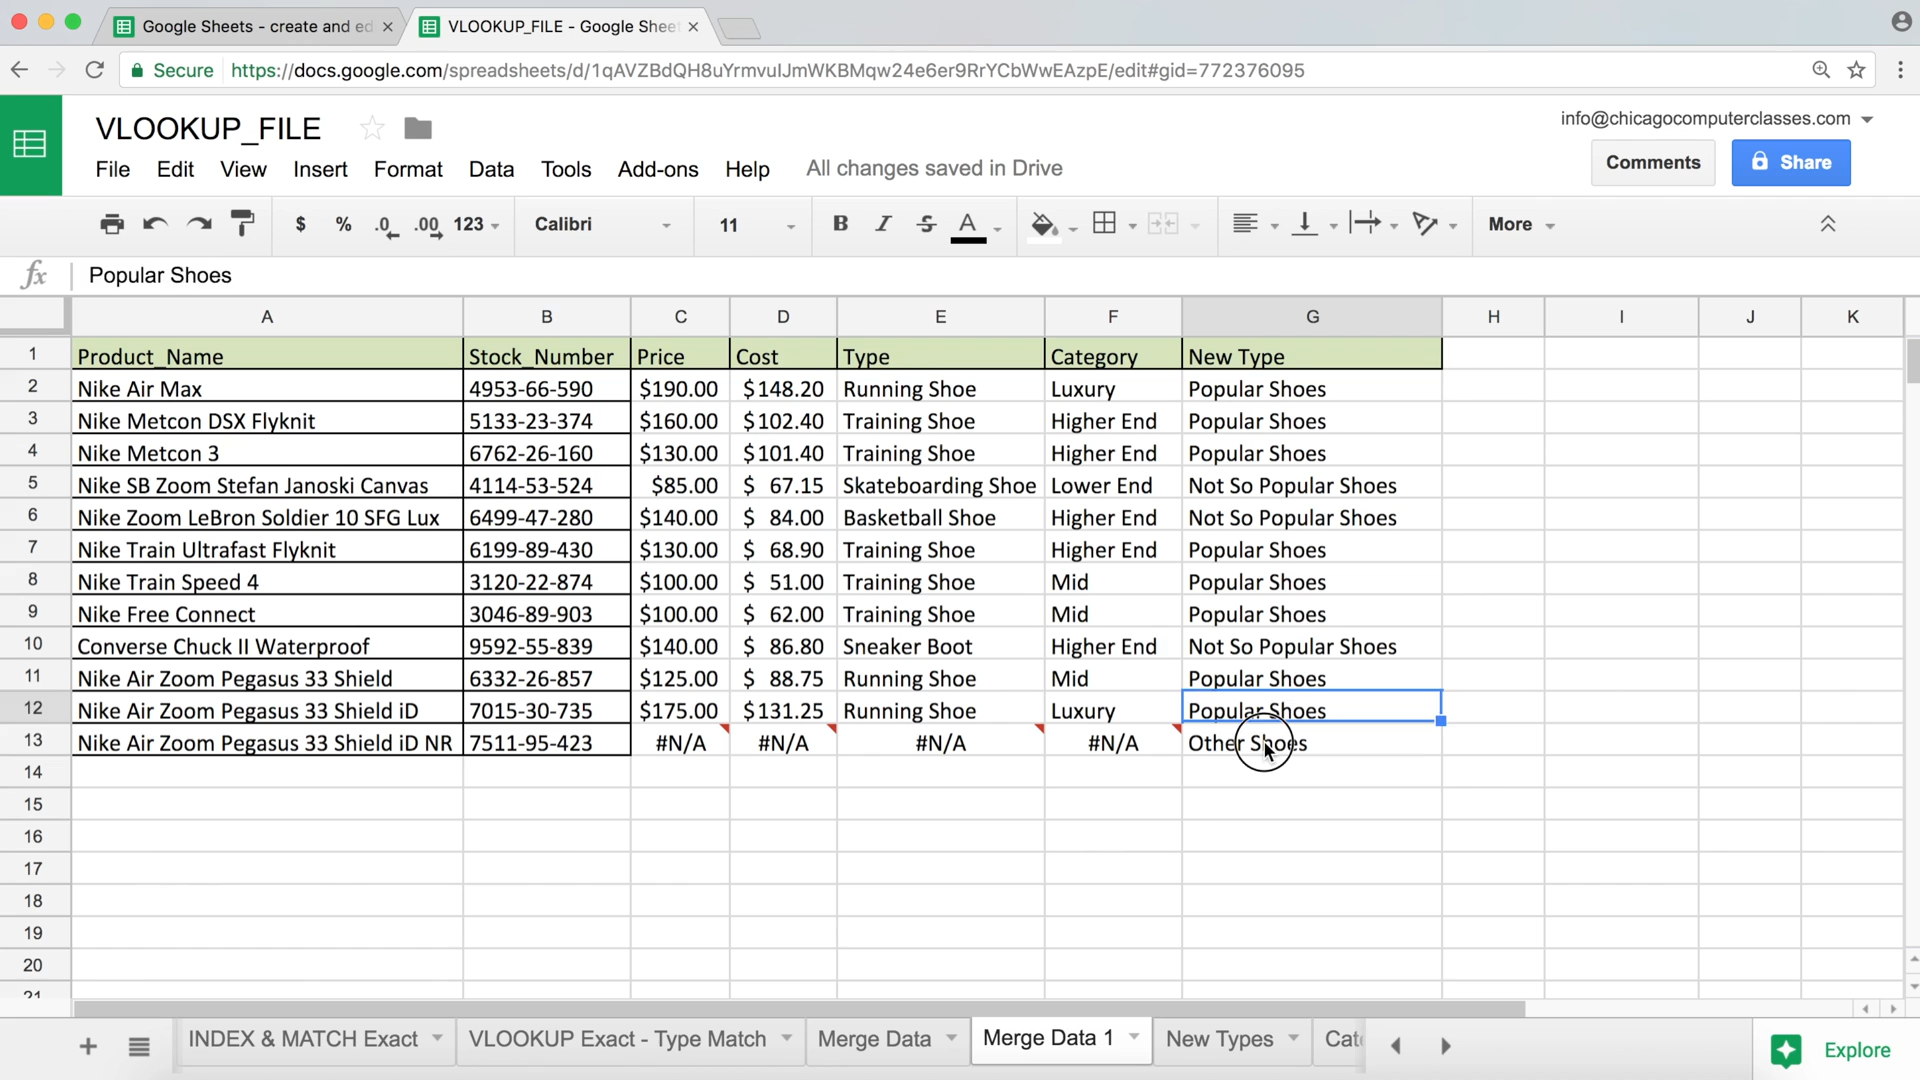 Google Sheets - create and ed
VLOOKUP_FILE - Google Sheet
Secure https://docs.google.com/spreadsheets/d/1qAVZBdQH8uYrmvuIJmWKBMqw24e6er9RrYCbWwEAzpE/edit#gid=772376095
VLOOKUP_FILE
info@chicagocomputerclasses.com
File Edit View Insert Format Data Tools Add-ons Help All changes saved in Drive
Comments Share
$ % .0 .00 123 Calibri 11 B I S A More
fx Popular Shoes
A B C D E F G H I J K
1 Product_Name Stock_Number Price Cost Type Category New Type
2 Nike Air Max 4953-66-590 $190.00 $148.20 Running Shoe Luxury Popular Shoes
3 Nike Metcon DSX Flyknit 5133-23-374 $160.00 $102.40 Training Shoe Higher End Popular Shoes
4 Nike Metcon 3 6762-26-160 $130.00 $101.40 Training Shoe Higher End Popular Shoes
5 Nike SB Zoom Stefan Janoski Canvas 4114-53-524 $85.00 $ 67.15 Skateboarding Shoe Lower End Not So Popular Shoes
6 Nike Zoom LeBron Soldier 10 SFG Lux 6499-47-280 $140.00 $ 84.00 Basketball Shoe Higher End Not So Popular Shoes
7 Nike Train Ultrafast Flyknit 6199-89-430 $130.00 $ 68.90 Training Shoe Higher End Popular Shoes
8 Nike Train Speed 4 3120-22-874 $100.00 $ 51.00 Training Shoe Mid Popular Shoes
9 Nike Free Connect 3046-89-903 $100.00 $ 62.00 Training Shoe Mid Popular Shoes
10 Converse Chuck II Waterproof 9592-55-839 $140.00 $ 86.80 Sneaker Boot Higher End Not So Popular Shoes
11 Nike Air Zoom Pegasus 33 Shield 6332-26-857 $125.00 $ 88.75 Running Shoe Mid Popular Shoes
12 Nike Air Zoom Pegasus 33 Shield iD 7015-30-735 $175.00 $131.25 Running Shoe Luxury Popular Shoes
13 Nike Air Zoom Pegasus 33 Shield iD NR 7511-95-423 #N/A #N/A #N/A #N/A Other Shoes
14
15
16
17
18
19
20
21
INDEX & MATCH Exact VLOOKUP Exact - Type Match Merge Data Merge Data 1 New Types Cat Explore